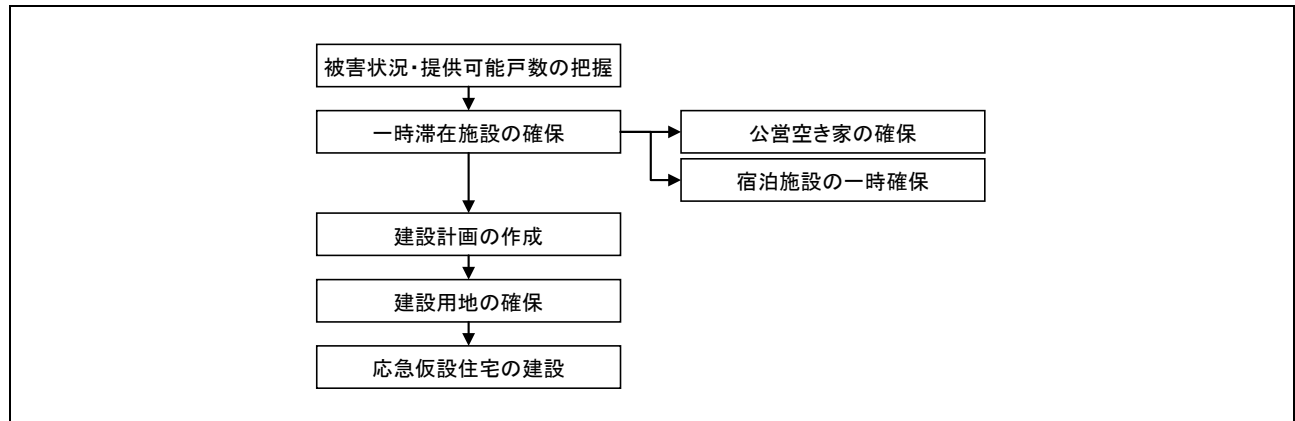 被害状況・提供可能戸数の把握
一時滞在施設の確保
公営空き家の確保
宿泊施設の一時確保
建設計画の作成
建設用地の確保
応急仮設住宅の建設